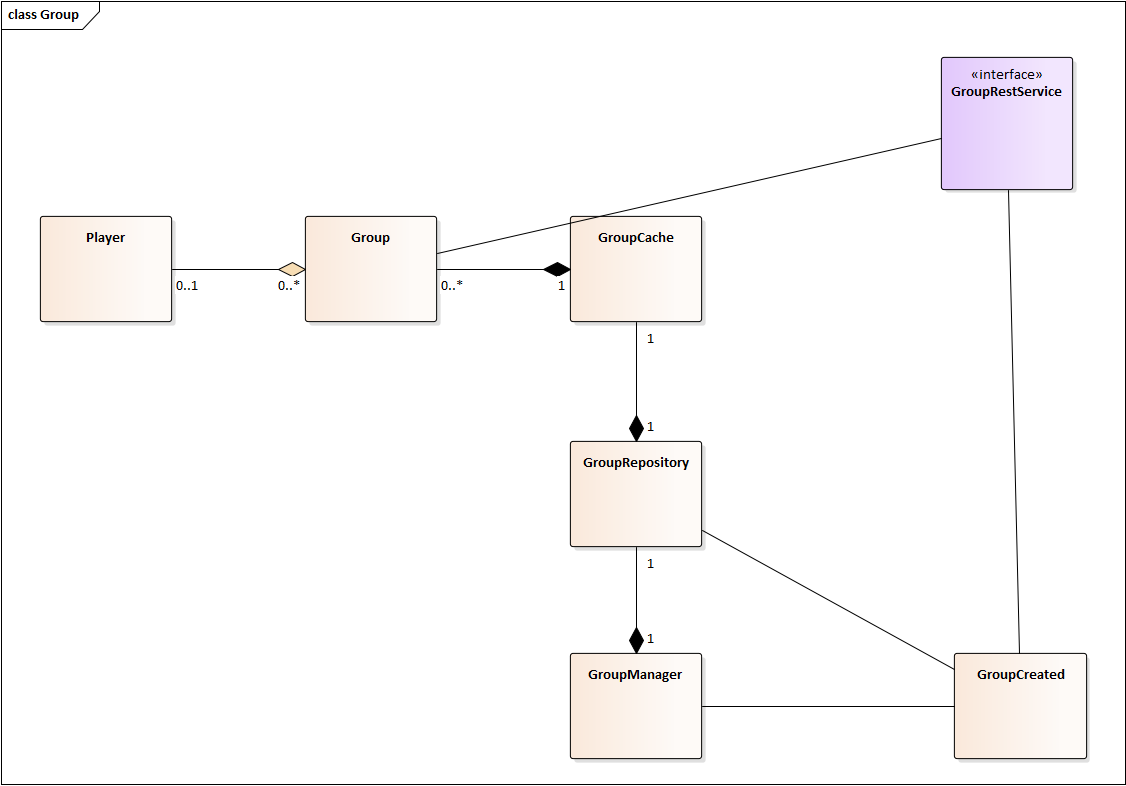 class Group
«interface»
GroupRestService
Player
Group
GroupCache
0..1
0..*
0..*
1
1
1
GroupRepository
1
1
GroupManager
GroupCreated